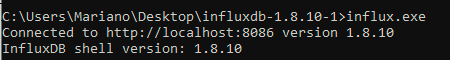 C:\Users\Mariano\Desktop\influxdb-1.8.10-1>influx.exe
Connected to http://localhost:8086 version 1.8.10
InfluxDB shell version: 1.8.10